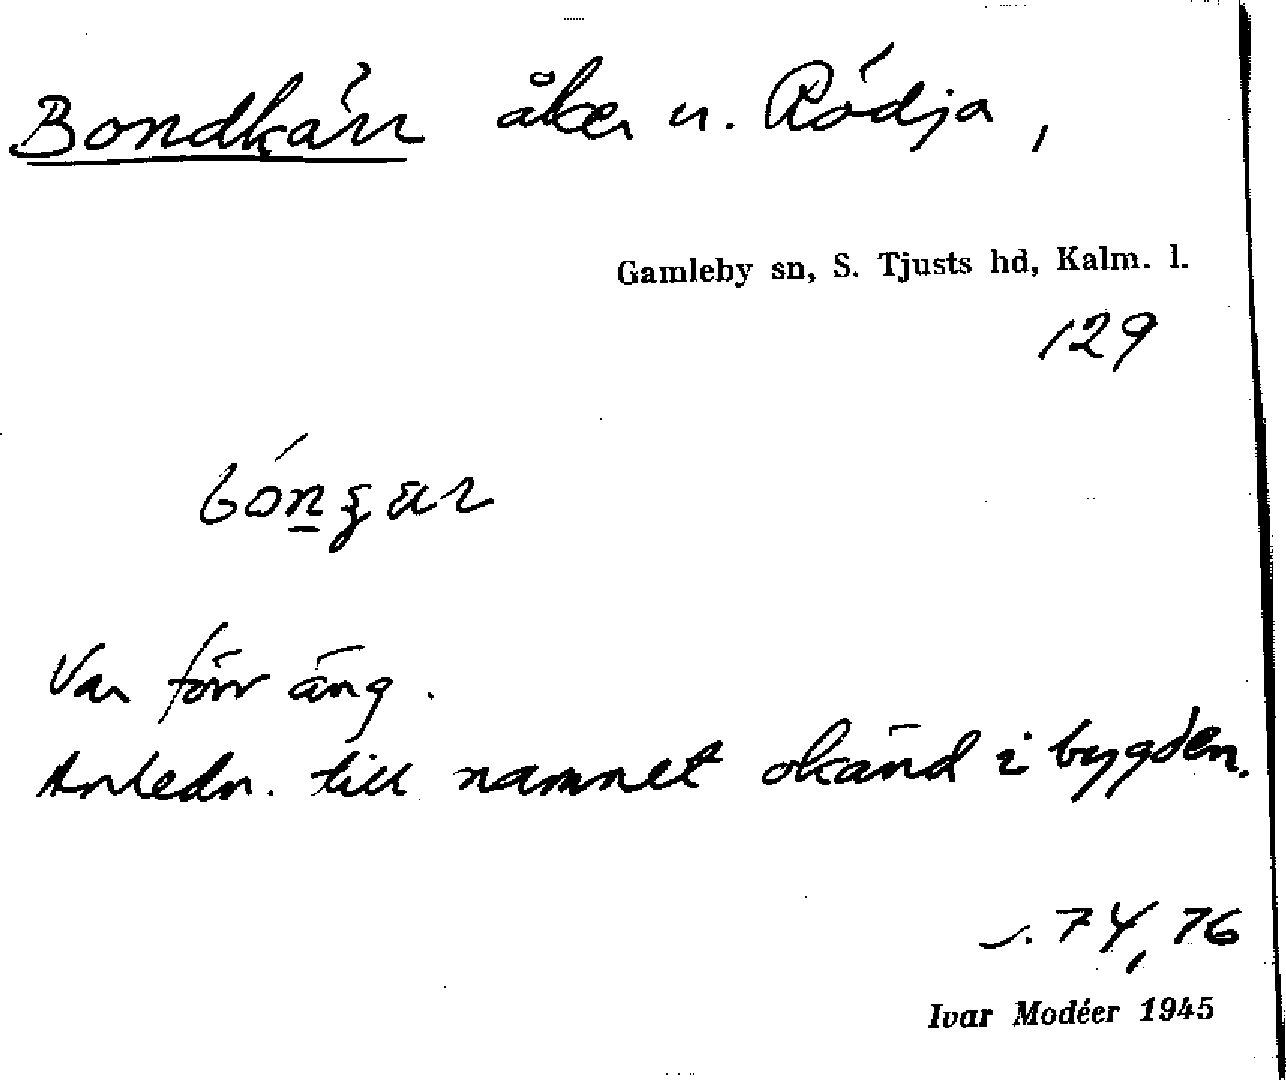 Bondkärr åker u. Rödja,
Gamleby sn, S. Tjusts hd, Kalm. l.
129
Var förr äng.
Anledn. till namnet okänd i bygden.
s. 74, 76
Ivar Modéer 1945